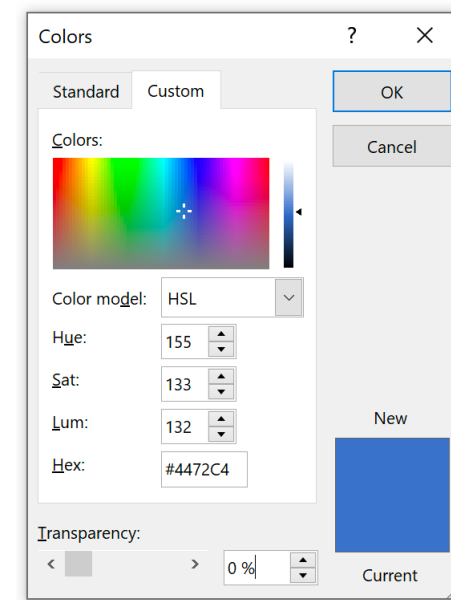 Colors ?
Standard Custom
OK
Cancel
Colors:
Color model: HSL
Hue: 155
Sat: 133
Lum: 132
Hex: #4472C4
New
Transparency:
0 %
Current